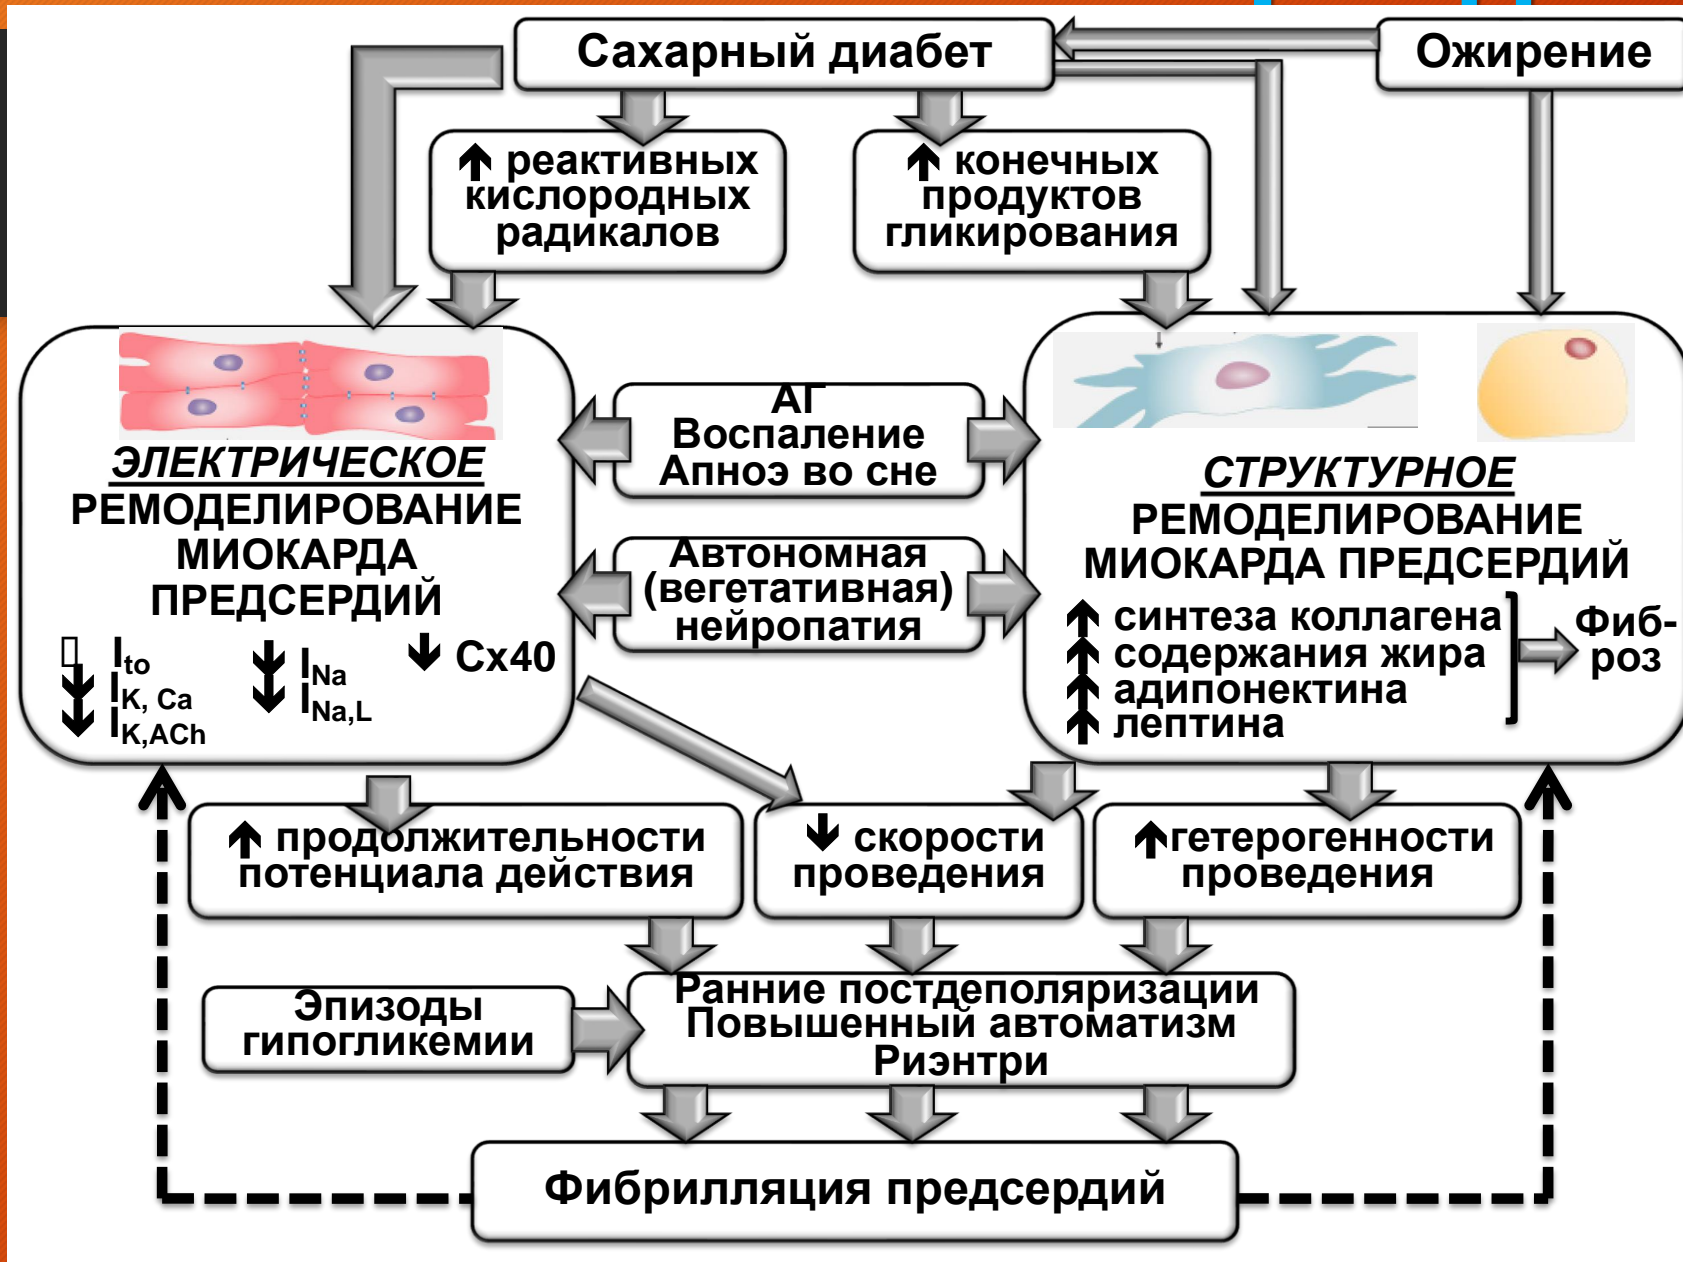 Сахарный диабет
Ожирение
🡹 реактивных
кислородных
радикалов
🡹 конечных
продуктов
гликирования
ЭЛЕКТРИЧЕСКОЕ
РЕМОДЕЛИРОВАНИЕ
МИОКАРДА
ПРЕДСЕРДИЙ
▯ Ito
🡻 IK, Ca
🡻 IK,ACh
🡻 INa
🡻 INa,L
🡻 Cx40
АГ
Воспаление
Апноэ во сне
Автономная
(вегетативная)
нейропатия
СТРУКТУРНОЕ
РЕМОДЕЛИРОВАНИЕ
МИОКАРДА ПРЕДСЕРДИЙ
🡹 синтеза коллагена
🡹 содержания жира
🡹 адипонектина
🡹 лептина
Фиб-
роз
🡹 продолжительности
потенциала действия
🡻 скорости
проведения
🡹гетерогенности
проведения
Эпизоды
гипогликемии
Ранние постдеполяризации
Повышенный автоматизм
Риэнтри
Фибрилляция предсердий